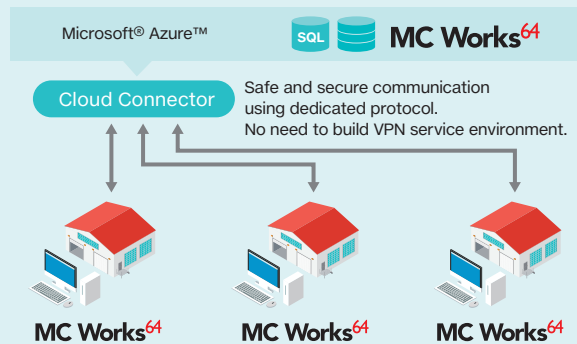 Microsoft® Azure™
SQL
MC Works64
Cloud Connector
Safe and secure communication
using dedicated protocol.
No need to build VPN service environment.
MC Works64
MC Works64
MC Works64